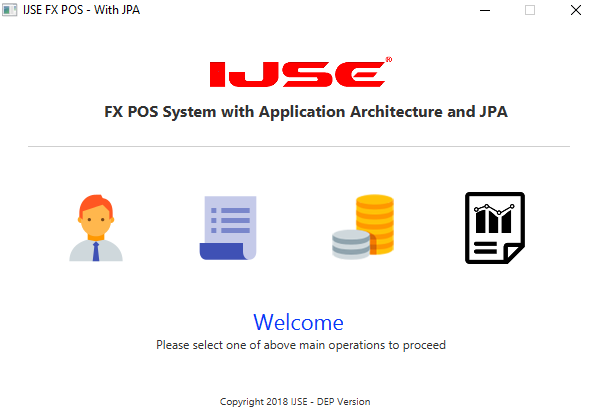 IJSE FX POS - With JPA
IJSE®
FX POS System with Application Architecture and JPA
Welcome
Please select one of above main operations to proceed
Copyright 2018 IJSE - DEP Version